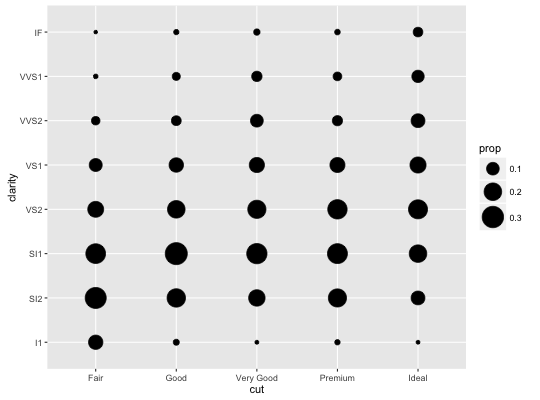 IF
VVS1
VVS2
VS1
VS2
SI1
SI2
I1
clarity
Fair Good Very Good Premium Ideal
cut
prop
0.1
0.2
0.3